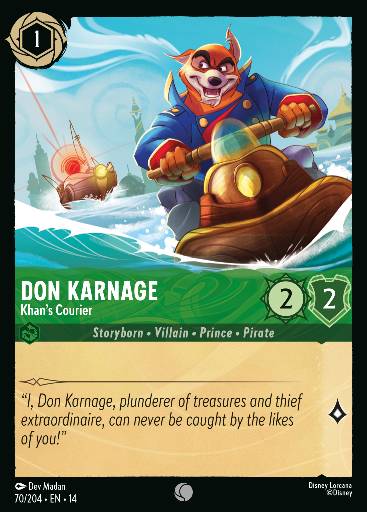 1
DON KARNAGE
Khan's Courier
2 2
Storyborn • Villain • Prince • Pirate
“I, Don Karnage, plunderer of treasures and thief
extraordinaire, can never be caught by the likes
of you!”
Dev Madan
70/204 • EN • 14
Disney Lorcana
©Disney